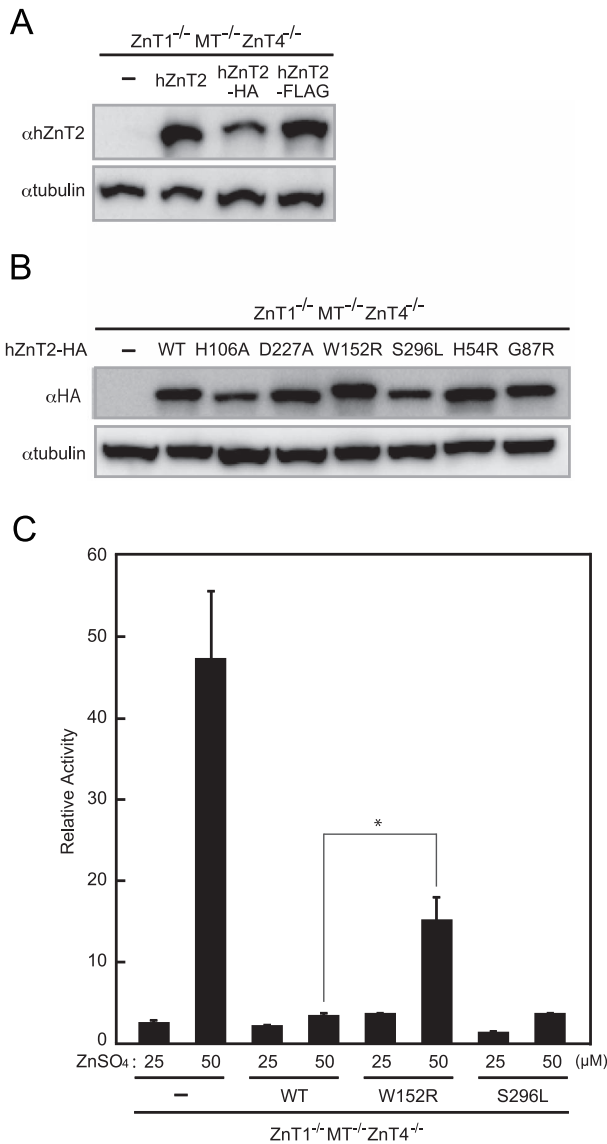 A
ZnT1-/- MT-/- ZnT4-/-
– hZnT2 hZnT2-HA hZnT2-FLAG
αhZnT2
αtubulin
B
ZnT1-/- MT-/- ZnT4-/-
hZnT2-HA – WT H106A D227A W152R S296L H54R G87R
αHA
αtubulin
C
60
50
40
30
20
10
0
Relative Activity
*
ZnSO4: 25 50 25 50 25 50 25 50 (μM)
– WT W152R S296L
ZnT1-/- MT-/- ZnT4-/-